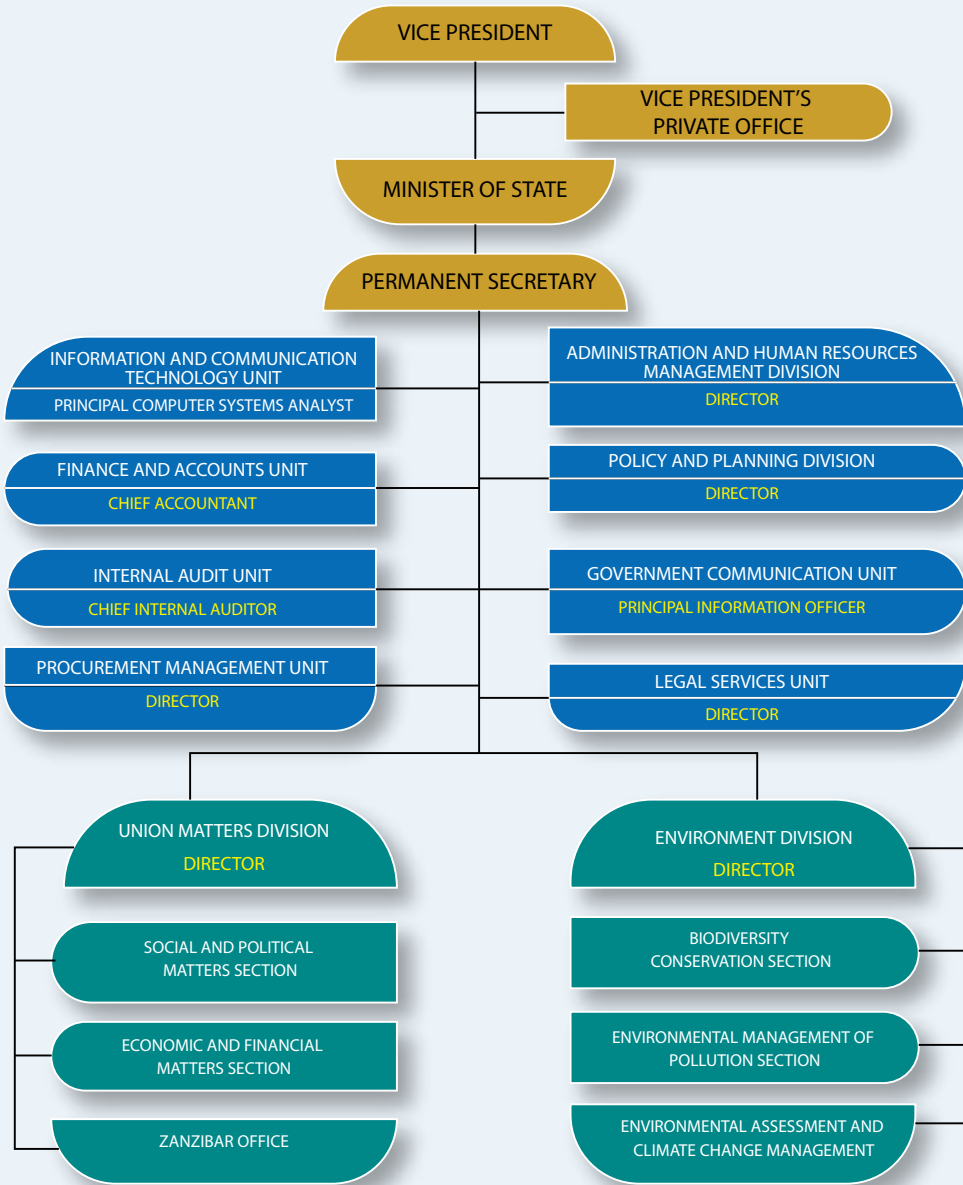 VICE PRESIDENT
VICE PRESIDENT'S
PRIVATE OFFICE
MINISTER OF STATE
PERMANENT SECRETARY
INFORMATION AND COMMUNICATION
TECHNOLOGY UNIT
PRINCIPAL COMPUTER SYSTEMS ANALYST
ADMINISTRATION AND HUMAN RESOURCES
MANAGEMENT DIVISION
DIRECTOR
FINANCE AND ACCOUNTS UNIT
CHIEF ACCOUNTANT
POLICY AND PLANNING DIVISION
DIRECTOR
INTERNAL AUDIT UNIT
CHIEF INTERNAL AUDITOR
GOVERNMENT COMMUNICATION UNIT
PRINCIPAL INFORMATION OFFICER
PROCUREMENT MANAGEMENT UNIT
DIRECTOR
LEGAL SERVICES UNIT
DIRECTOR
UNION MATTERS DIVISION
DIRECTOR
SOCIAL AND POLITICAL
MATTERS SECTION
ECONOMIC AND FINANCIAL
MATTERS SECTION
ZANZIBAR OFFICE
ENVIRONMENT DIVISION
DIRECTOR
BIODIVERSITY
CONSERVATION SECTION
ENVIRONMENTAL MANAGEMENT OF
POLLUTION SECTION
ENVIRONMENTAL ASSESSMENT AND
CLIMATE CHANGE MANAGEMENT